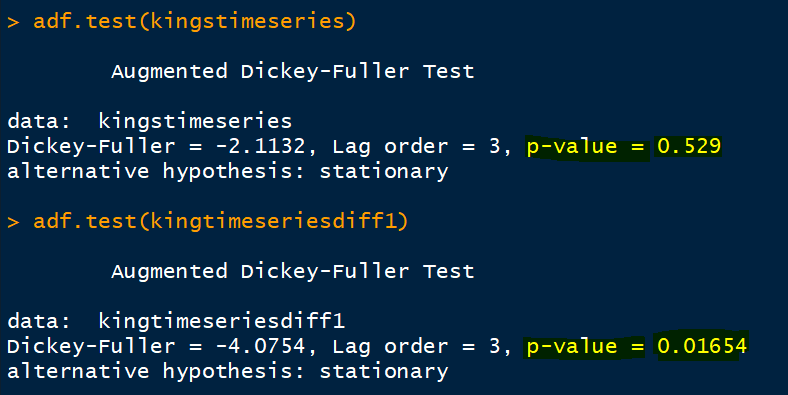 > adf.test(kingstimeseries)
Augmented Dickey-Fuller Test
data:  kingstimeseries
Dickey-Fuller = -2.1132, Lag order = 3, p-value = 0.529
alternative hypothesis: stationary
> adf.test(kingtimeseriesdiff1)
Augmented Dickey-Fuller Test
data:  kingtimeseriesdiff1
Dickey-Fuller = -4.0754, Lag order = 3, p-value = 0.01654
alternative hypothesis: stationary